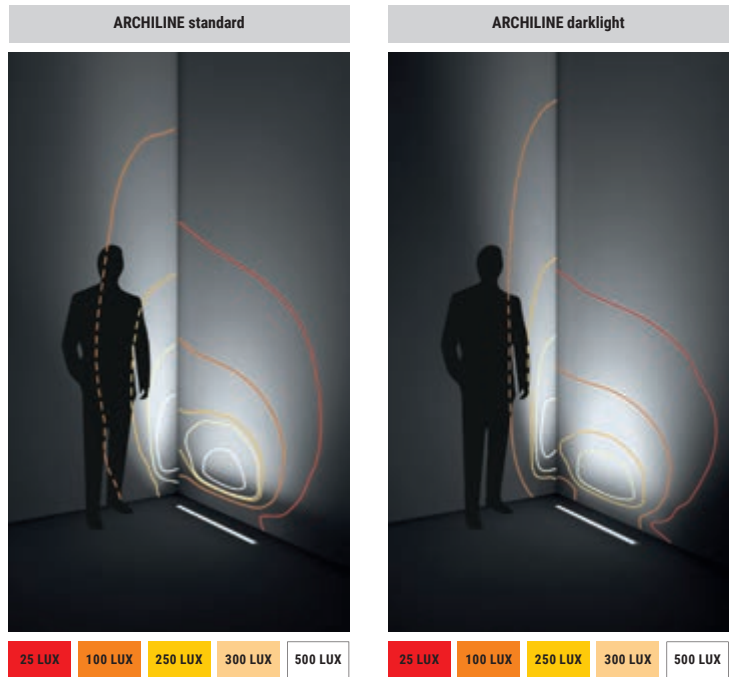 ARCHILINE standard
ARCHILINE darklight
25 LUX 100 LUX 250 LUX 300 LUX 500 LUX
25 LUX 100 LUX 250 LUX 300 LUX 500 LUX